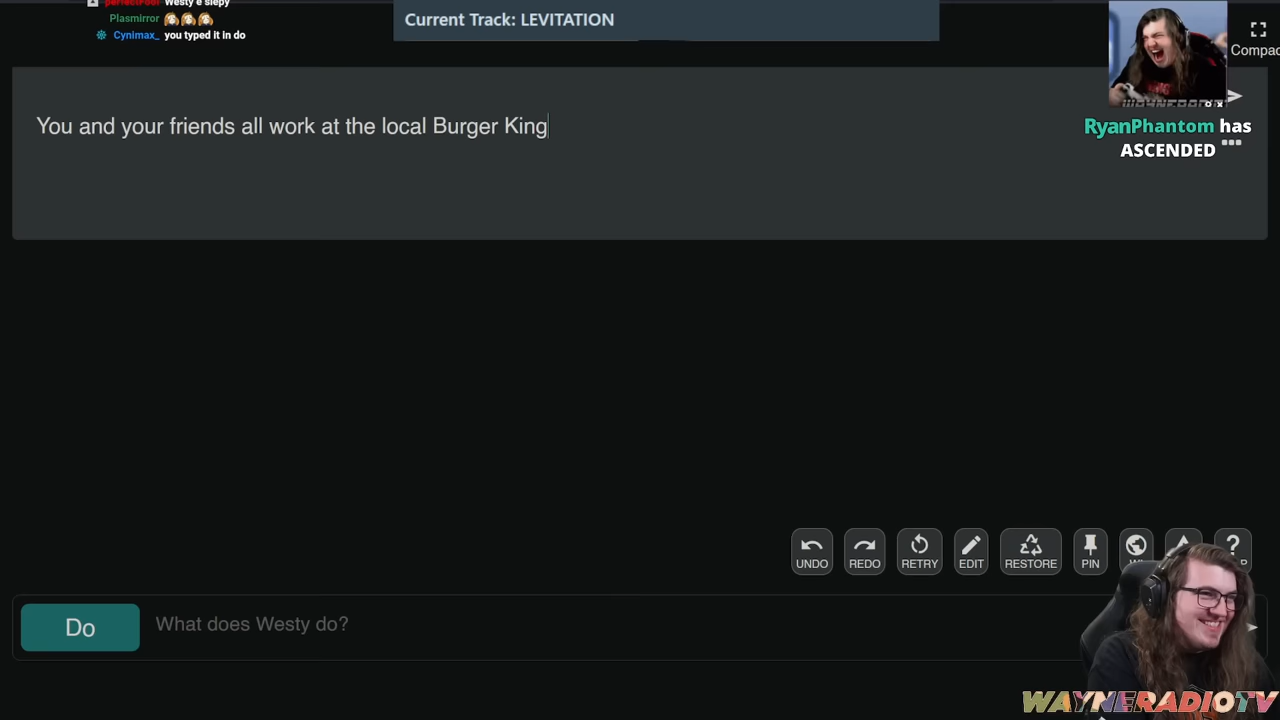 Westy e slepy
Plasmirror
Cynimax_ you typed it in do
Current Track: LEVITATION
Compac
RyanPhantom has
ASCENDED
You and your friends all work at the local Burger King
UNDO REDO RETRY EDIT RESTORE PIN
Do What does Westy do?
WAYNERADIOTV